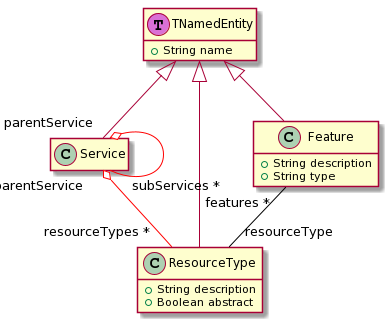 T TNamedEntity
String name
parentService
C Service
C Feature
String description
String type
parentService
subServices *
features *
resourceTypes *
resourceType
C ResourceType
String description
Boolean abstract